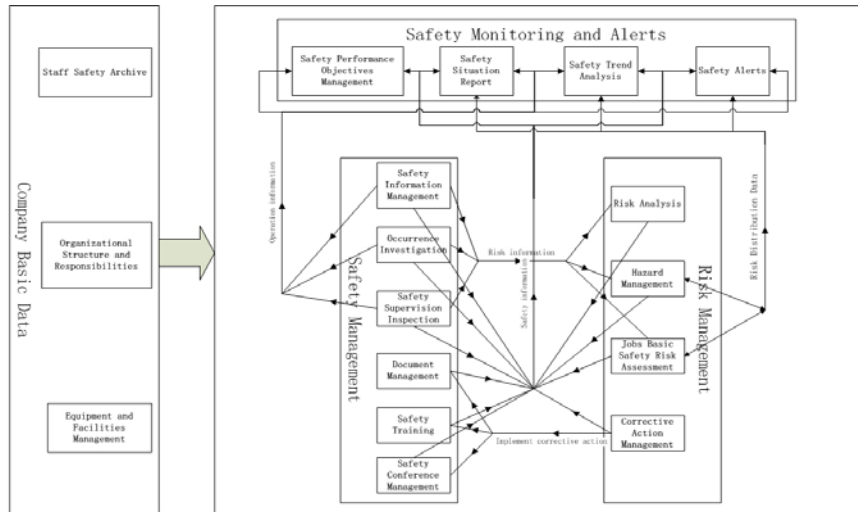 Safety Monitoring and Alerts
Staff Safety Archive
Safety Performance
Objectives Management
Safety
Situation
Report
Safety Trend
Analysis
Safety Alerts
Company Basic Data
Organizational
Structure and
Responsibilities
Equipment and
Facilities
Management
Operation information
Safety Management
Safety
Information
Management
Occurrence
Investigation
Safety
Supervision
Inspection
Document
Management
Safety
Training
Safety
Conference
Management
Risk information
Safety information
Implement corrective action
Risk Management
Risk Analysis
Hazard
Management
Jobs Basic
Safety Risk
Assessment
Corrective
Action
Management
Risk Distribution Data